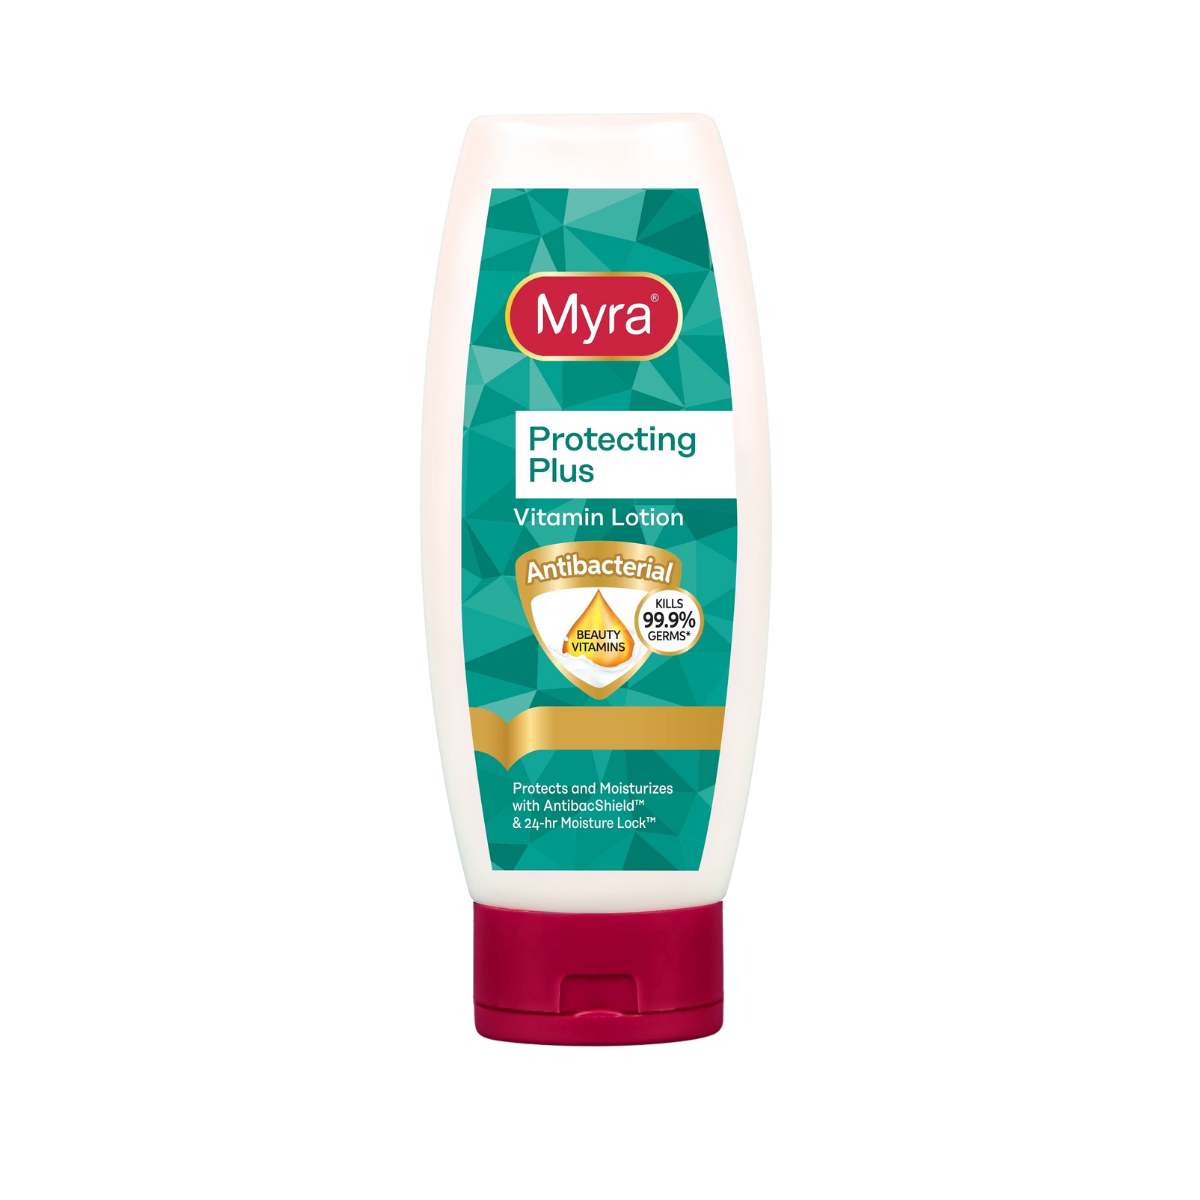 Myra®
Protecting
Plus
Vitamin Lotion
Antibacterial
KILLS
99.9%
GERMS*
BEAUTY
VITAMINS
Protects and Moisturizes
with AntibacShield™
& 24-hr Moisture Lock™